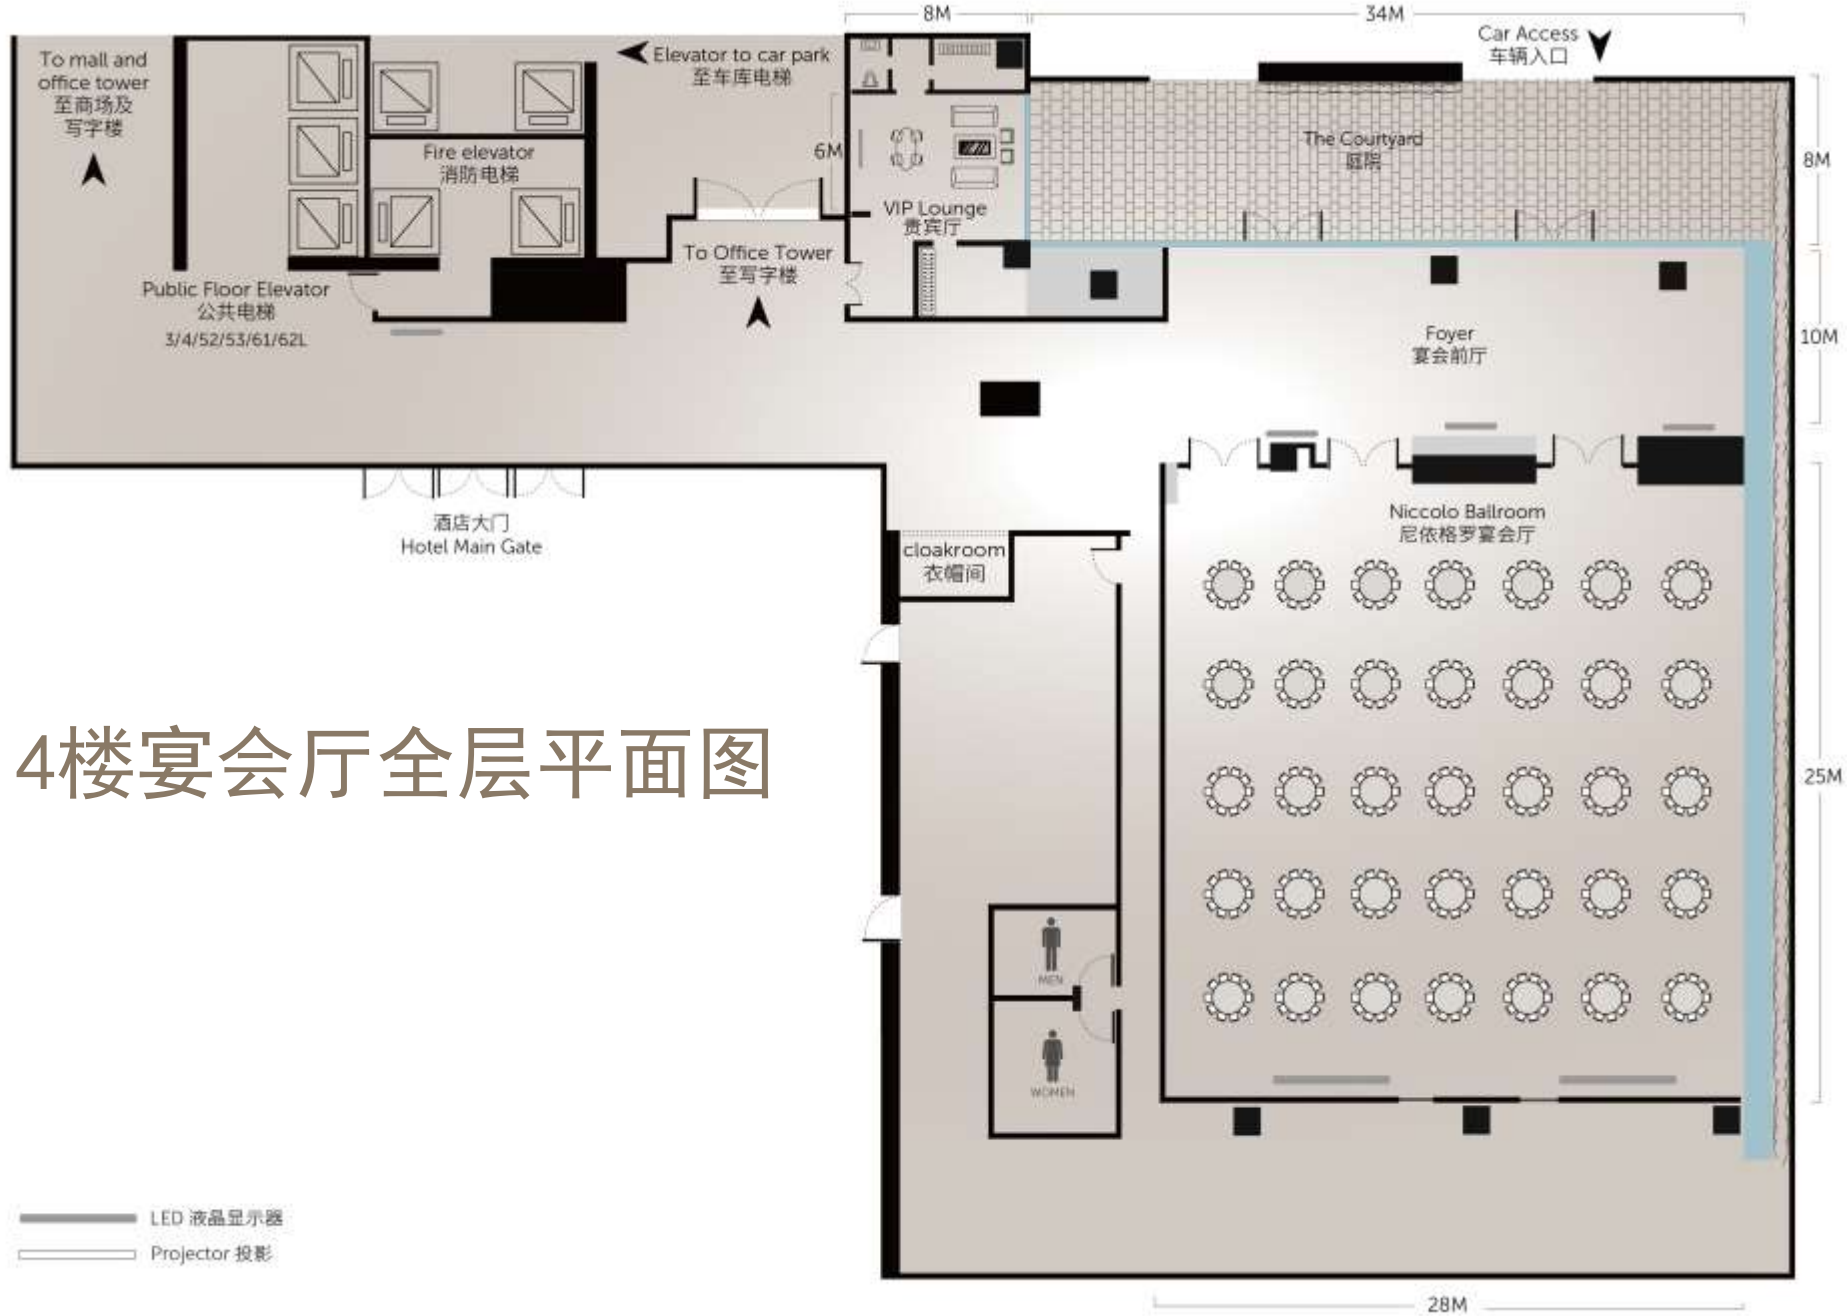 8M
34M
To mall and
office tower
至商场及
写字楼
Elevator to car park
至车库电梯
Car Access
车辆入口
Fire elevator
消防电梯
6M
The Courtyard
庭院
8M
VIP Lounge
贵宾厅
To Office Tower
至写字楼
Public Floor Elevator
公共电梯
3/4/52/53/61/62L
Foyer
宴会前厅
10M
酒店大门
Hotel Main Gate
cloakroom
衣帽间
Niccolo Ballroom
尼依格罗宴会厅
4楼宴会厅全层平面图
25M
MEN
WOMEN
LED 液晶显示器
Projector 投影
28M